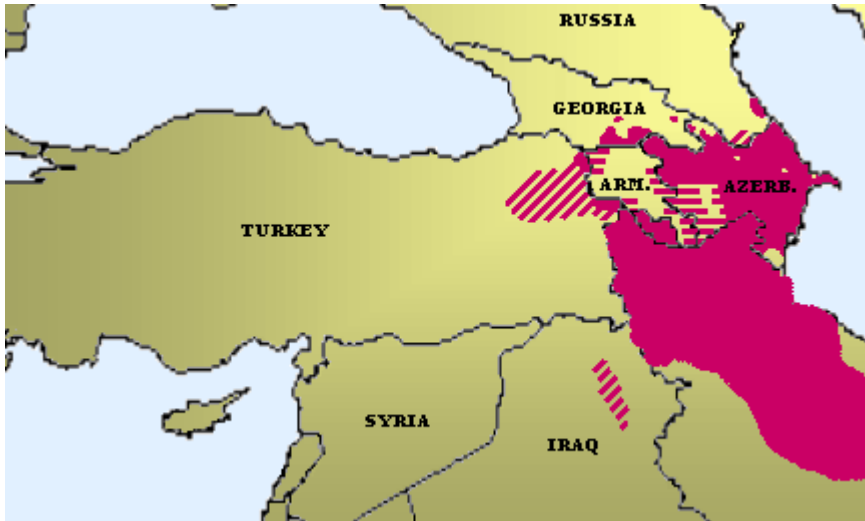 RUSSIA
GEORGIA
ARM.
AZERB.
TURKEY
SYRIA
IRAQ